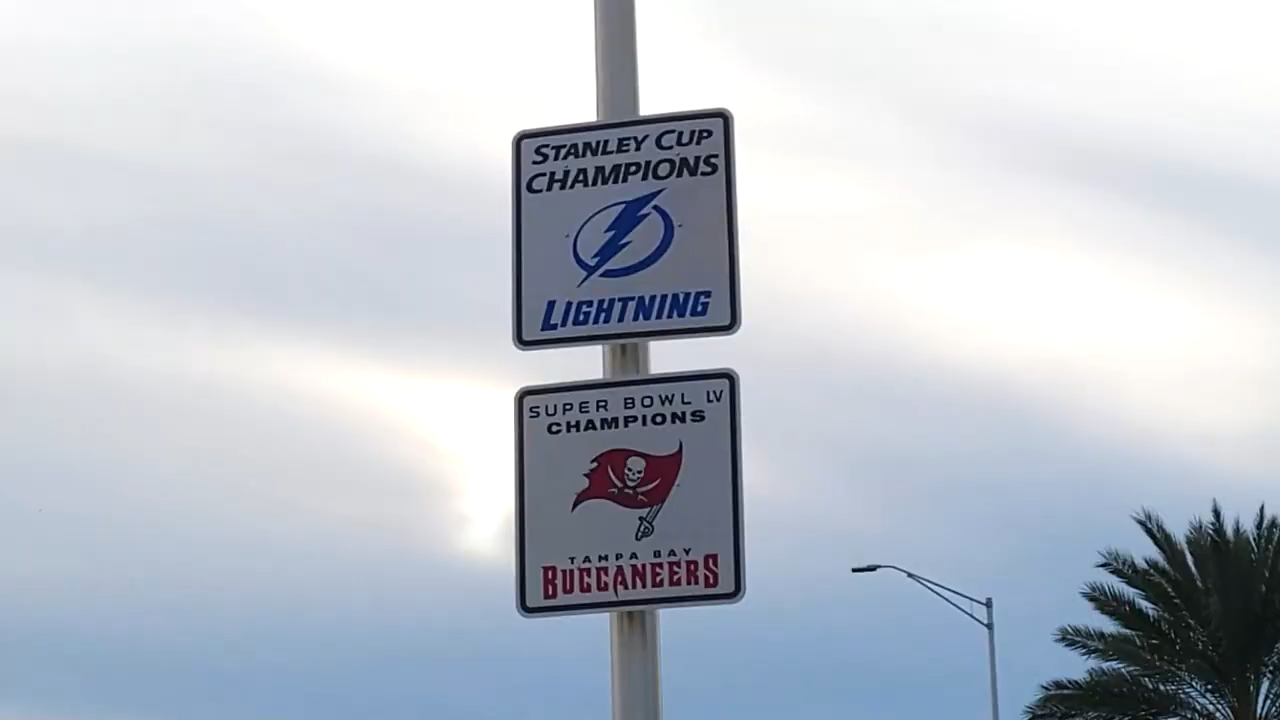 STANLEY CUP
CHAMPIONS
LIGHTNING
SUPER BOWL LV
CHAMPIONS
TAMPA BAY
BUCCANEERS